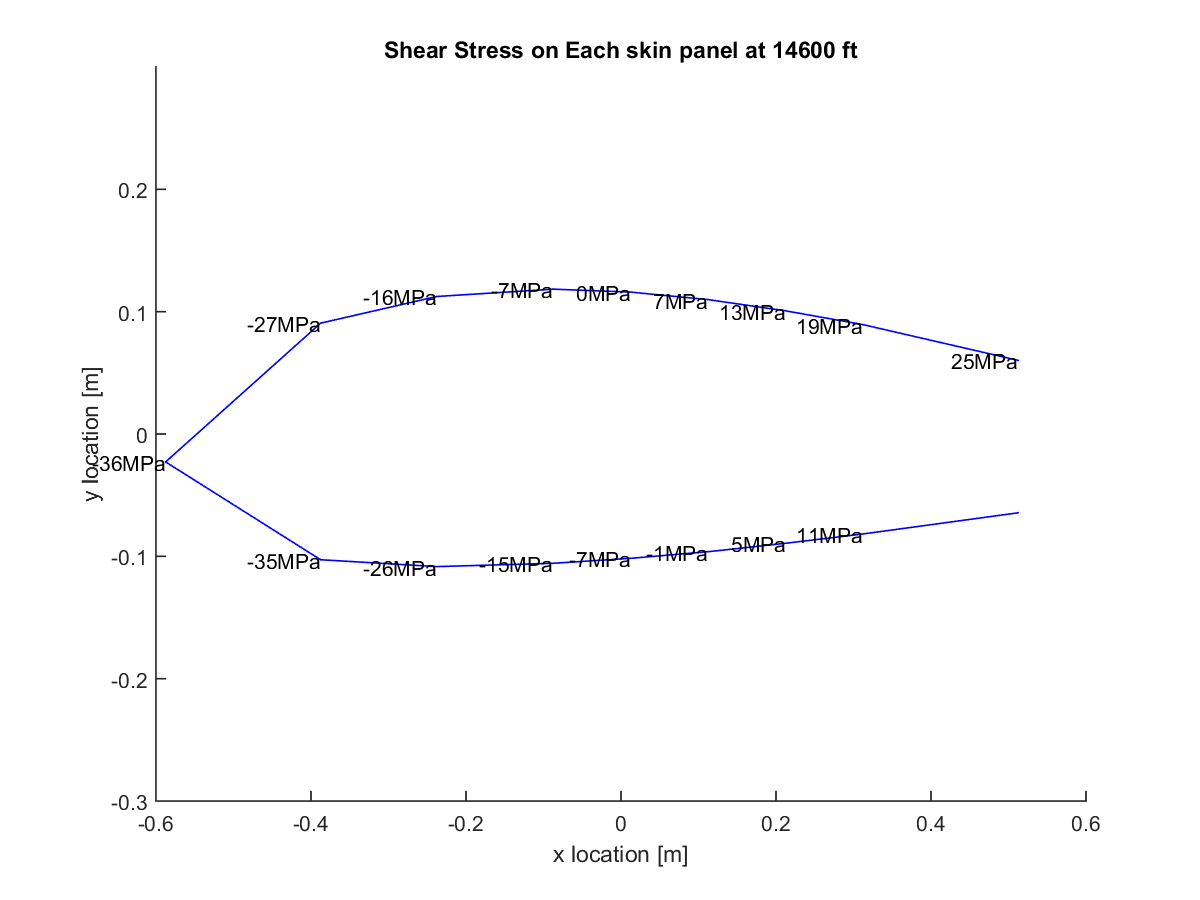 Shear Stress on Each skin panel at 14600 ft
0.2
0.1
0
-0.1
-0.2
-0.3
y location [m]
-0.6
-0.4
-0.2
0
0.2
0.4
0.6
x location [m]
-16MPa
-7MPa
0MPa
7MPa
13MPa
19MPa
25MPa
-27MPa
-36MPa
-35MPa
-26MPa
-15MPa
-7MPa
-1MPa
5MPa
11MPa